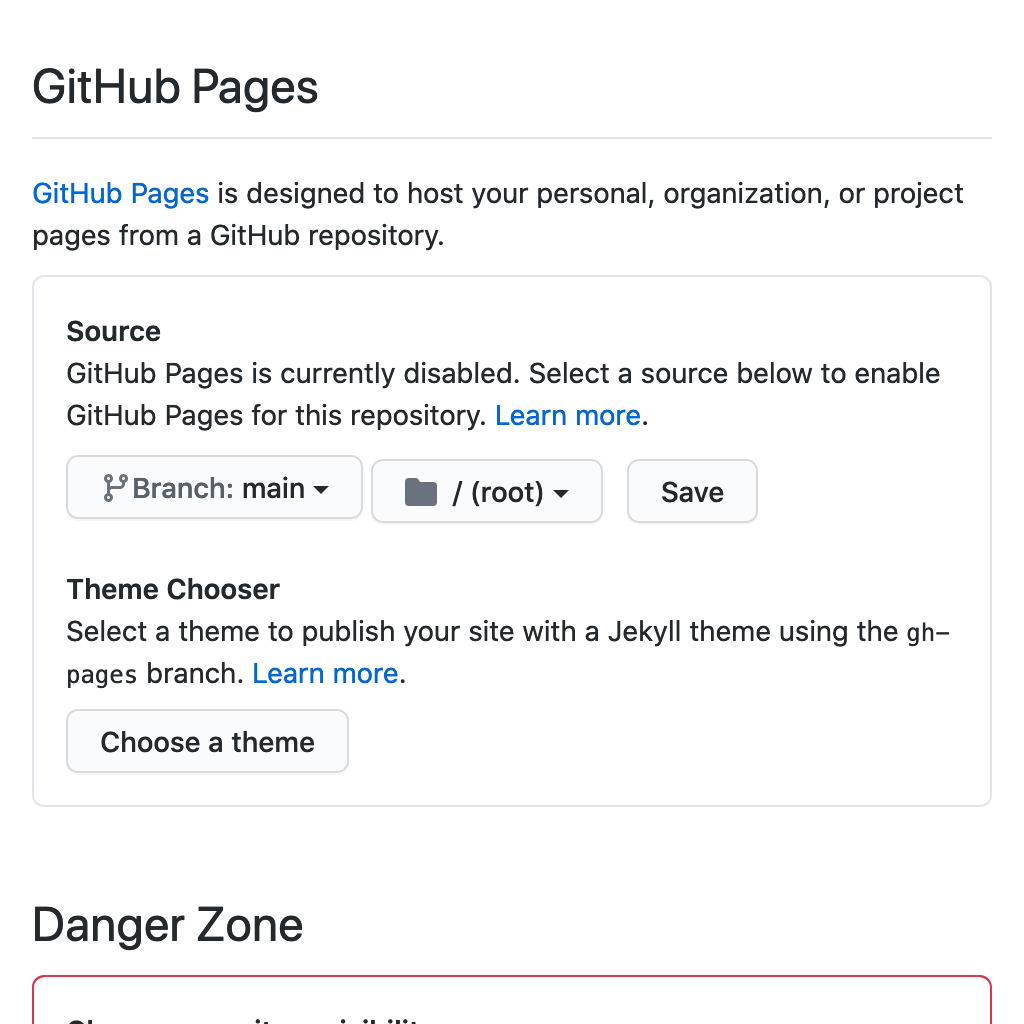 GitHub Pages
GitHub Pages is designed to host your personal, organization, or project
pages from a GitHub repository.
Source
GitHub Pages is currently disabled. Select a source below to enable
GitHub Pages for this repository. Learn more.
Branch: main / (root) Save
Theme Chooser
Select a theme to publish your site with a Jekyll theme using the gh-
pages branch. Learn more.
Choose a theme
Danger Zone